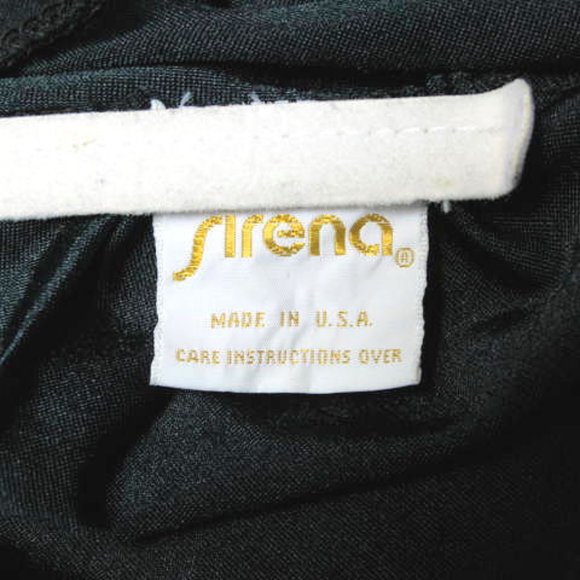 sirena®
MADE IN U.S.A.
CARE INSTRUCTIONS OVER